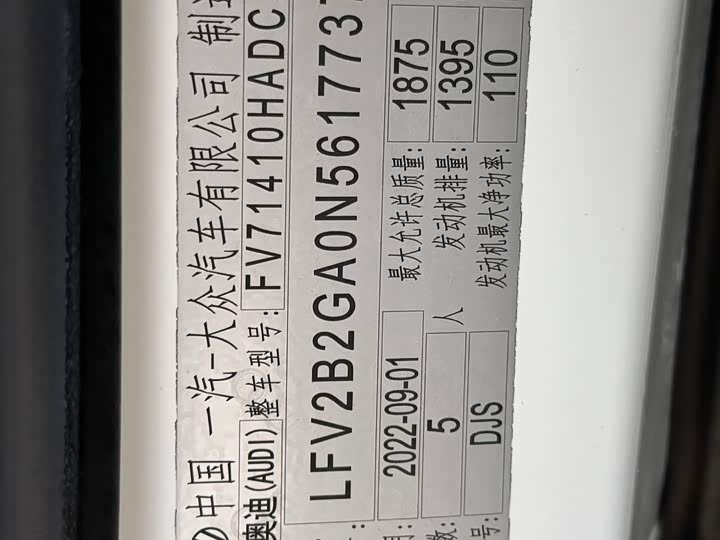 中国 一汽-大众汽车有限公司 制
奥迪(AUDI) 整车型号: FV71410HADC
LFV2B2GA0N5617737
2022-09-01 最大允许总质量: 1875
5 人 发动机排量: 1395
号: DJS 发动机最大净功率: 110